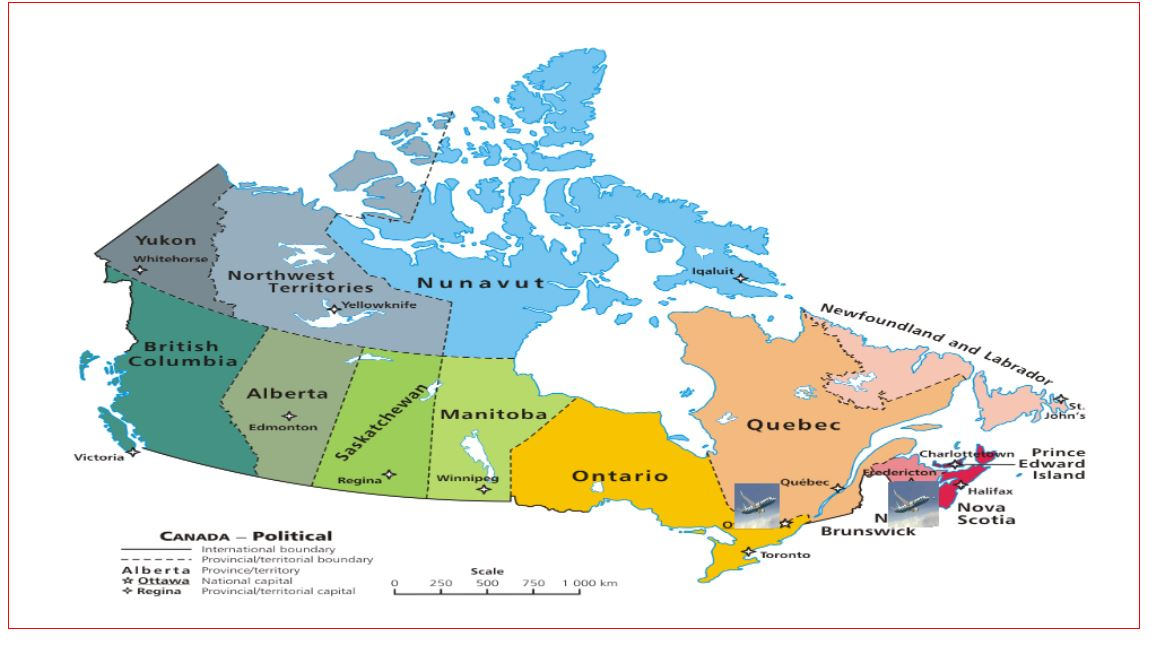 Yukon
Whitehorse
Northwest
Territories
Yellowknife
Nunavut
Iqaluit
British
Columbia
Victoria
Alberta
Edmonton
Saskatchewan
Regina
Manitoba
Winnipeg
Ontario
Toronto
Quebec
Québec
Newfoundland and Labrador
St.
John's
Charlottetown
Prince
Edward
Island
Fredericton
Halifax
Nova
Scotia
Brunswick
CANADA – Political
International boundary
Provincial/territorial boundary
Alberta Province/territory
Ottawa National capital
Regina Provincial/territorial capital
Scale
0 250 500 750 1 000 km